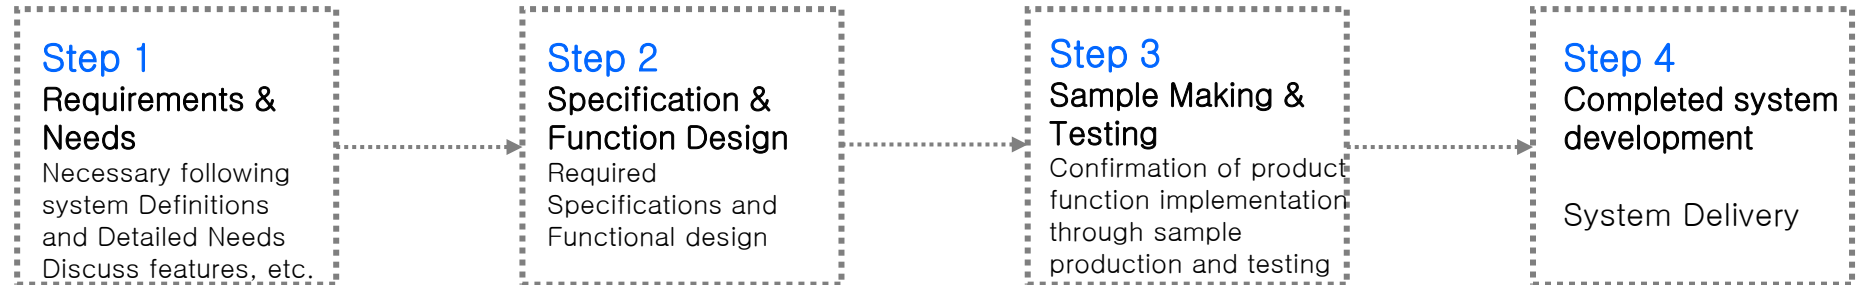 Step 1
Requirements &
Needs
Necessary following
system Definitions
and Detailed Needs
Discuss features, etc.
Step 2
Specification &
Function Design
Required
Specifications and
Functional design
Step 3
Sample Making &
Testing
Confirmation of product
function implementation
through sample
production and testing
Step 4
Completed system
development
System Delivery